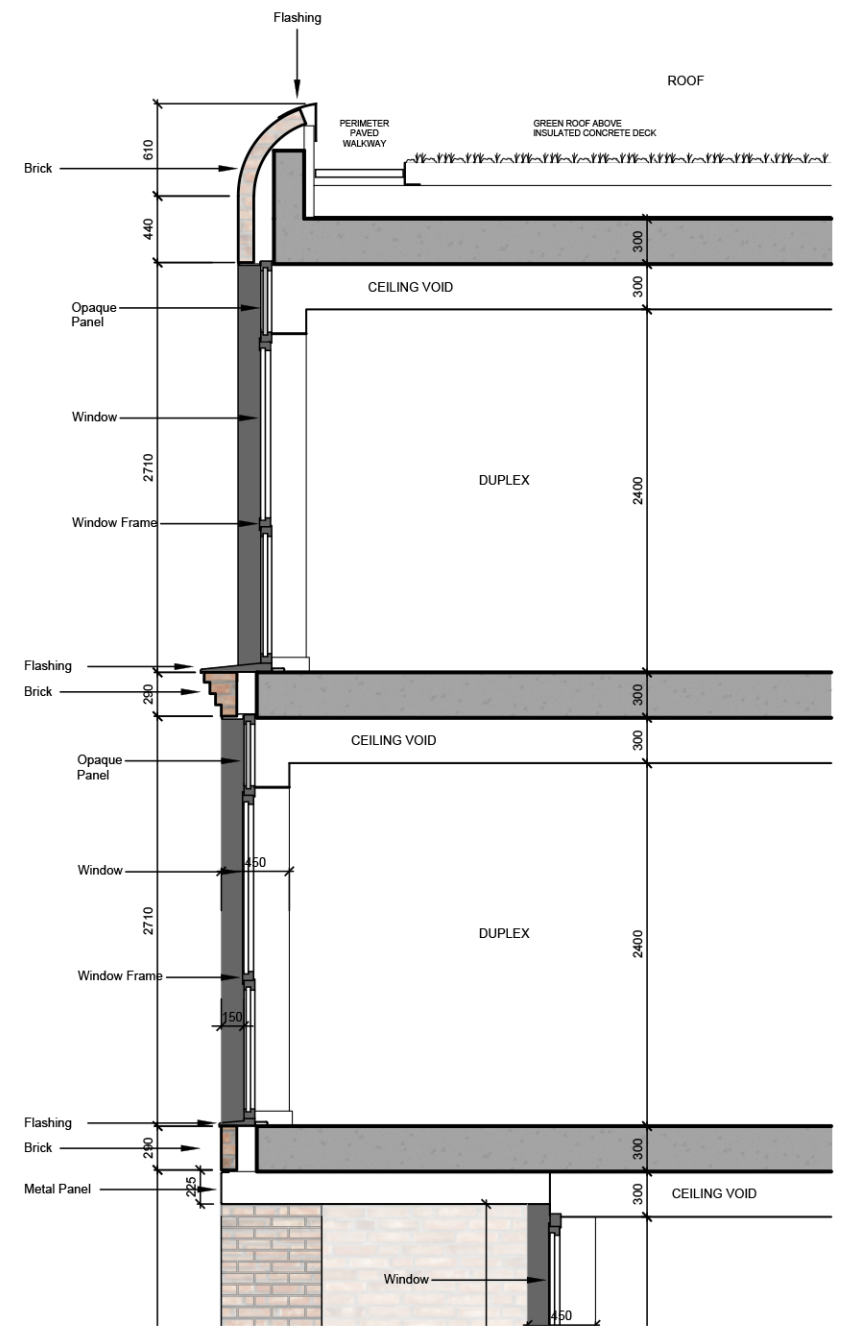 Flashing
ROOF
PERIMETER
PAVED
WALKWAY
GREEN ROOF ABOVE
INSULATED CONCRETE DECK
610
Brick
440
300
CEILING VOID
300
Opaque
Panel
Window
2710
DUPLEX
2400
Window Frame
Flashing
Brick
290
300
CEILING VOID
300
Opaque
Panel
Window
450
2710
DUPLEX
2400
Window Frame
150
Flashing
Brick
290
300
Metal Panel
225
300
CEILING VOID
Window
450